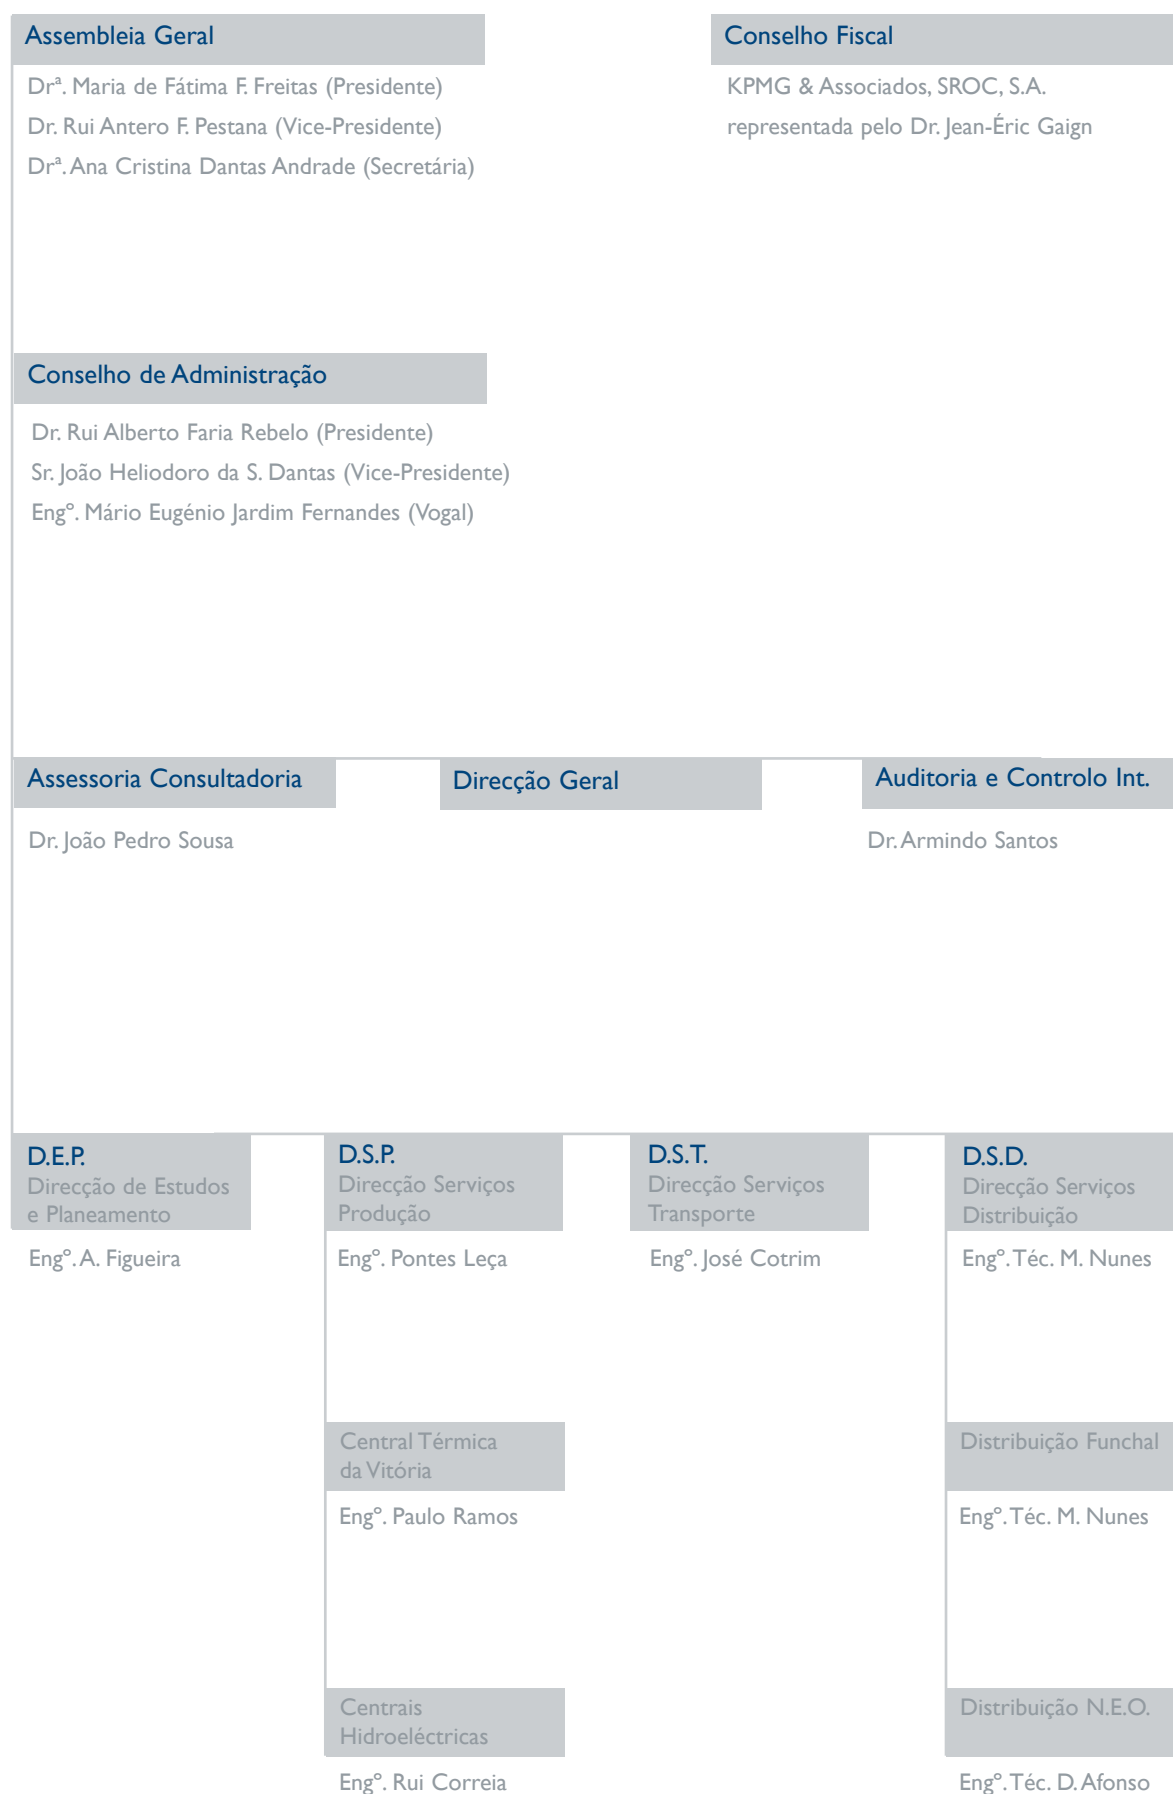 Assembleia Geral
Drª. Maria de Fátima F. Freitas (Presidente)
Dr. Rui Antero F. Pestana (Vice-Presidente)
Drª. Ana Cristina Dantas Andrade (Secretária)
Conselho Fiscal
KPMG & Associados, SROC, S.A.
representada pelo Dr. Jean-Éric Gaign
Conselho de Administração
Dr. Rui Alberto Faria Rebelo (Presidente)
Sr. João Heliodoro da S. Dantas (Vice-Presidente)
Engº. Mário Eugénio Jardim Fernandes (Vogal)
Assessoria Consultadoria
Dr. João Pedro Sousa
Direcção Geral
Auditoria e Controlo Int.
Dr. Armindo Santos
D.E.P.
Direcção de Estudos
e Planeamento
Engº. A. Figueira
D.S.P.
Direcção Serviços
Produção
Engº. Pontes Leça
D.S.T.
Direcção Serviços
Transporte
Engº. José Cotrim
D.S.D.
Direcção Serviços
Distribuição
Engº. Téc. M. Nunes
Central Térmica
da Vitória
Engº. Paulo Ramos
Distribuição Funchal
Engº. Téc. M. Nunes
Centrais
Hidroeléctricas
Engº. Rui Correia
Distribuição N.E.O.
Engº. Téc. D. Afonso